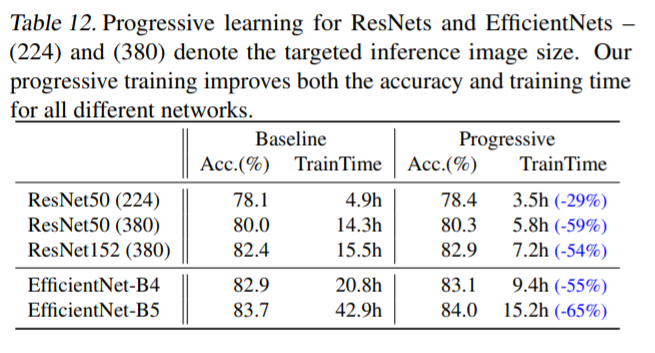 Table 12. Progressive learning for ResNets and EfficientNets –
(224) and (380) denote the targeted inference image size. Our
progressive training improves both the accuracy and training time
for all different networks.
Baseline Progressive
Acc.(%) TrainTime Acc.(%) TrainTime
ResNet50 (224) 78.1 4.9h 78.4 3.5h (-29%)
ResNet50 (380) 80.0 14.3h 80.3 5.8h (-59%)
ResNet152 (380) 82.4 15.5h 82.9 7.2h (-54%)
EfficientNet-B4 82.9 20.8h 83.1 9.4h (-55%)
EfficientNet-B5 83.7 42.9h 84.0 15.2h (-65%)